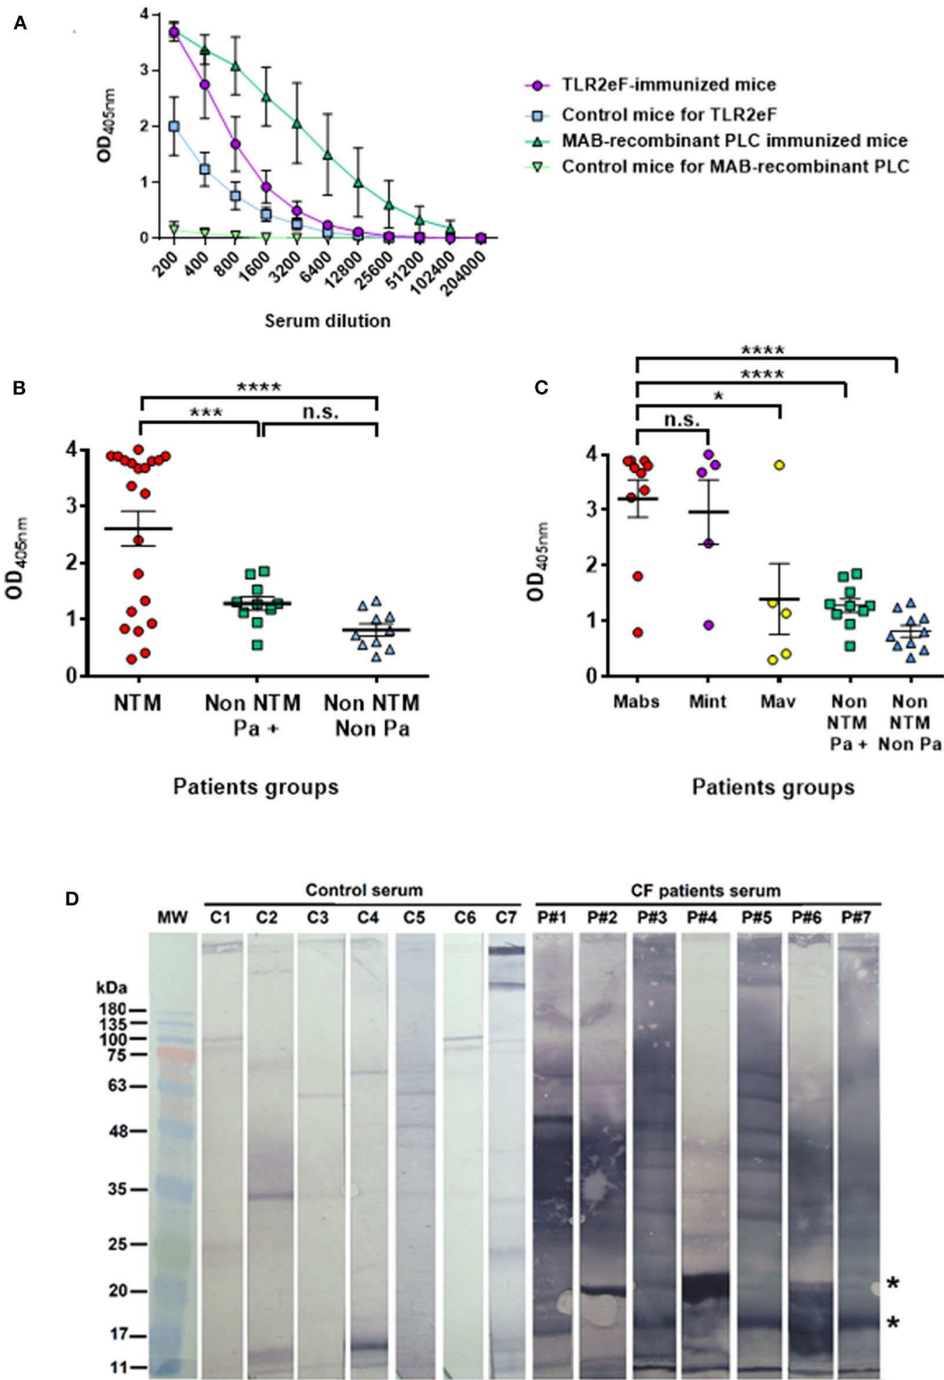 A
4
3
2
1
0
OD405nm
200
400
800
1600
3200
6400
12800
25600
51200
102400
204000
Serum dilution
TLR2eF-immunized mice
Control mice for TLR2eF
MAB-recombinant PLC immunized mice
Control mice for MAB-recombinant PLC
B
****
***
n.s.
4
3
2
1
0
OD405nm
NTM
Non NTM
Pa +
Non NTM
Non Pa
Patients groups
C
****
****
*
n.s.
4
3
2
1
0
OD405nm
Mabs
Mint
Mav
Non
NTM
Pa +
Non
NTM
Non Pa
Patients groups
D
Control serum
CF patients serum
MW C1 C2 C3 C4 C5 C6 C7 P#1 P#2 P#3 P#4 P#5 P#6 P#7
kDa
180
135
100
75
63
48
35
25
20
17
11
*
*